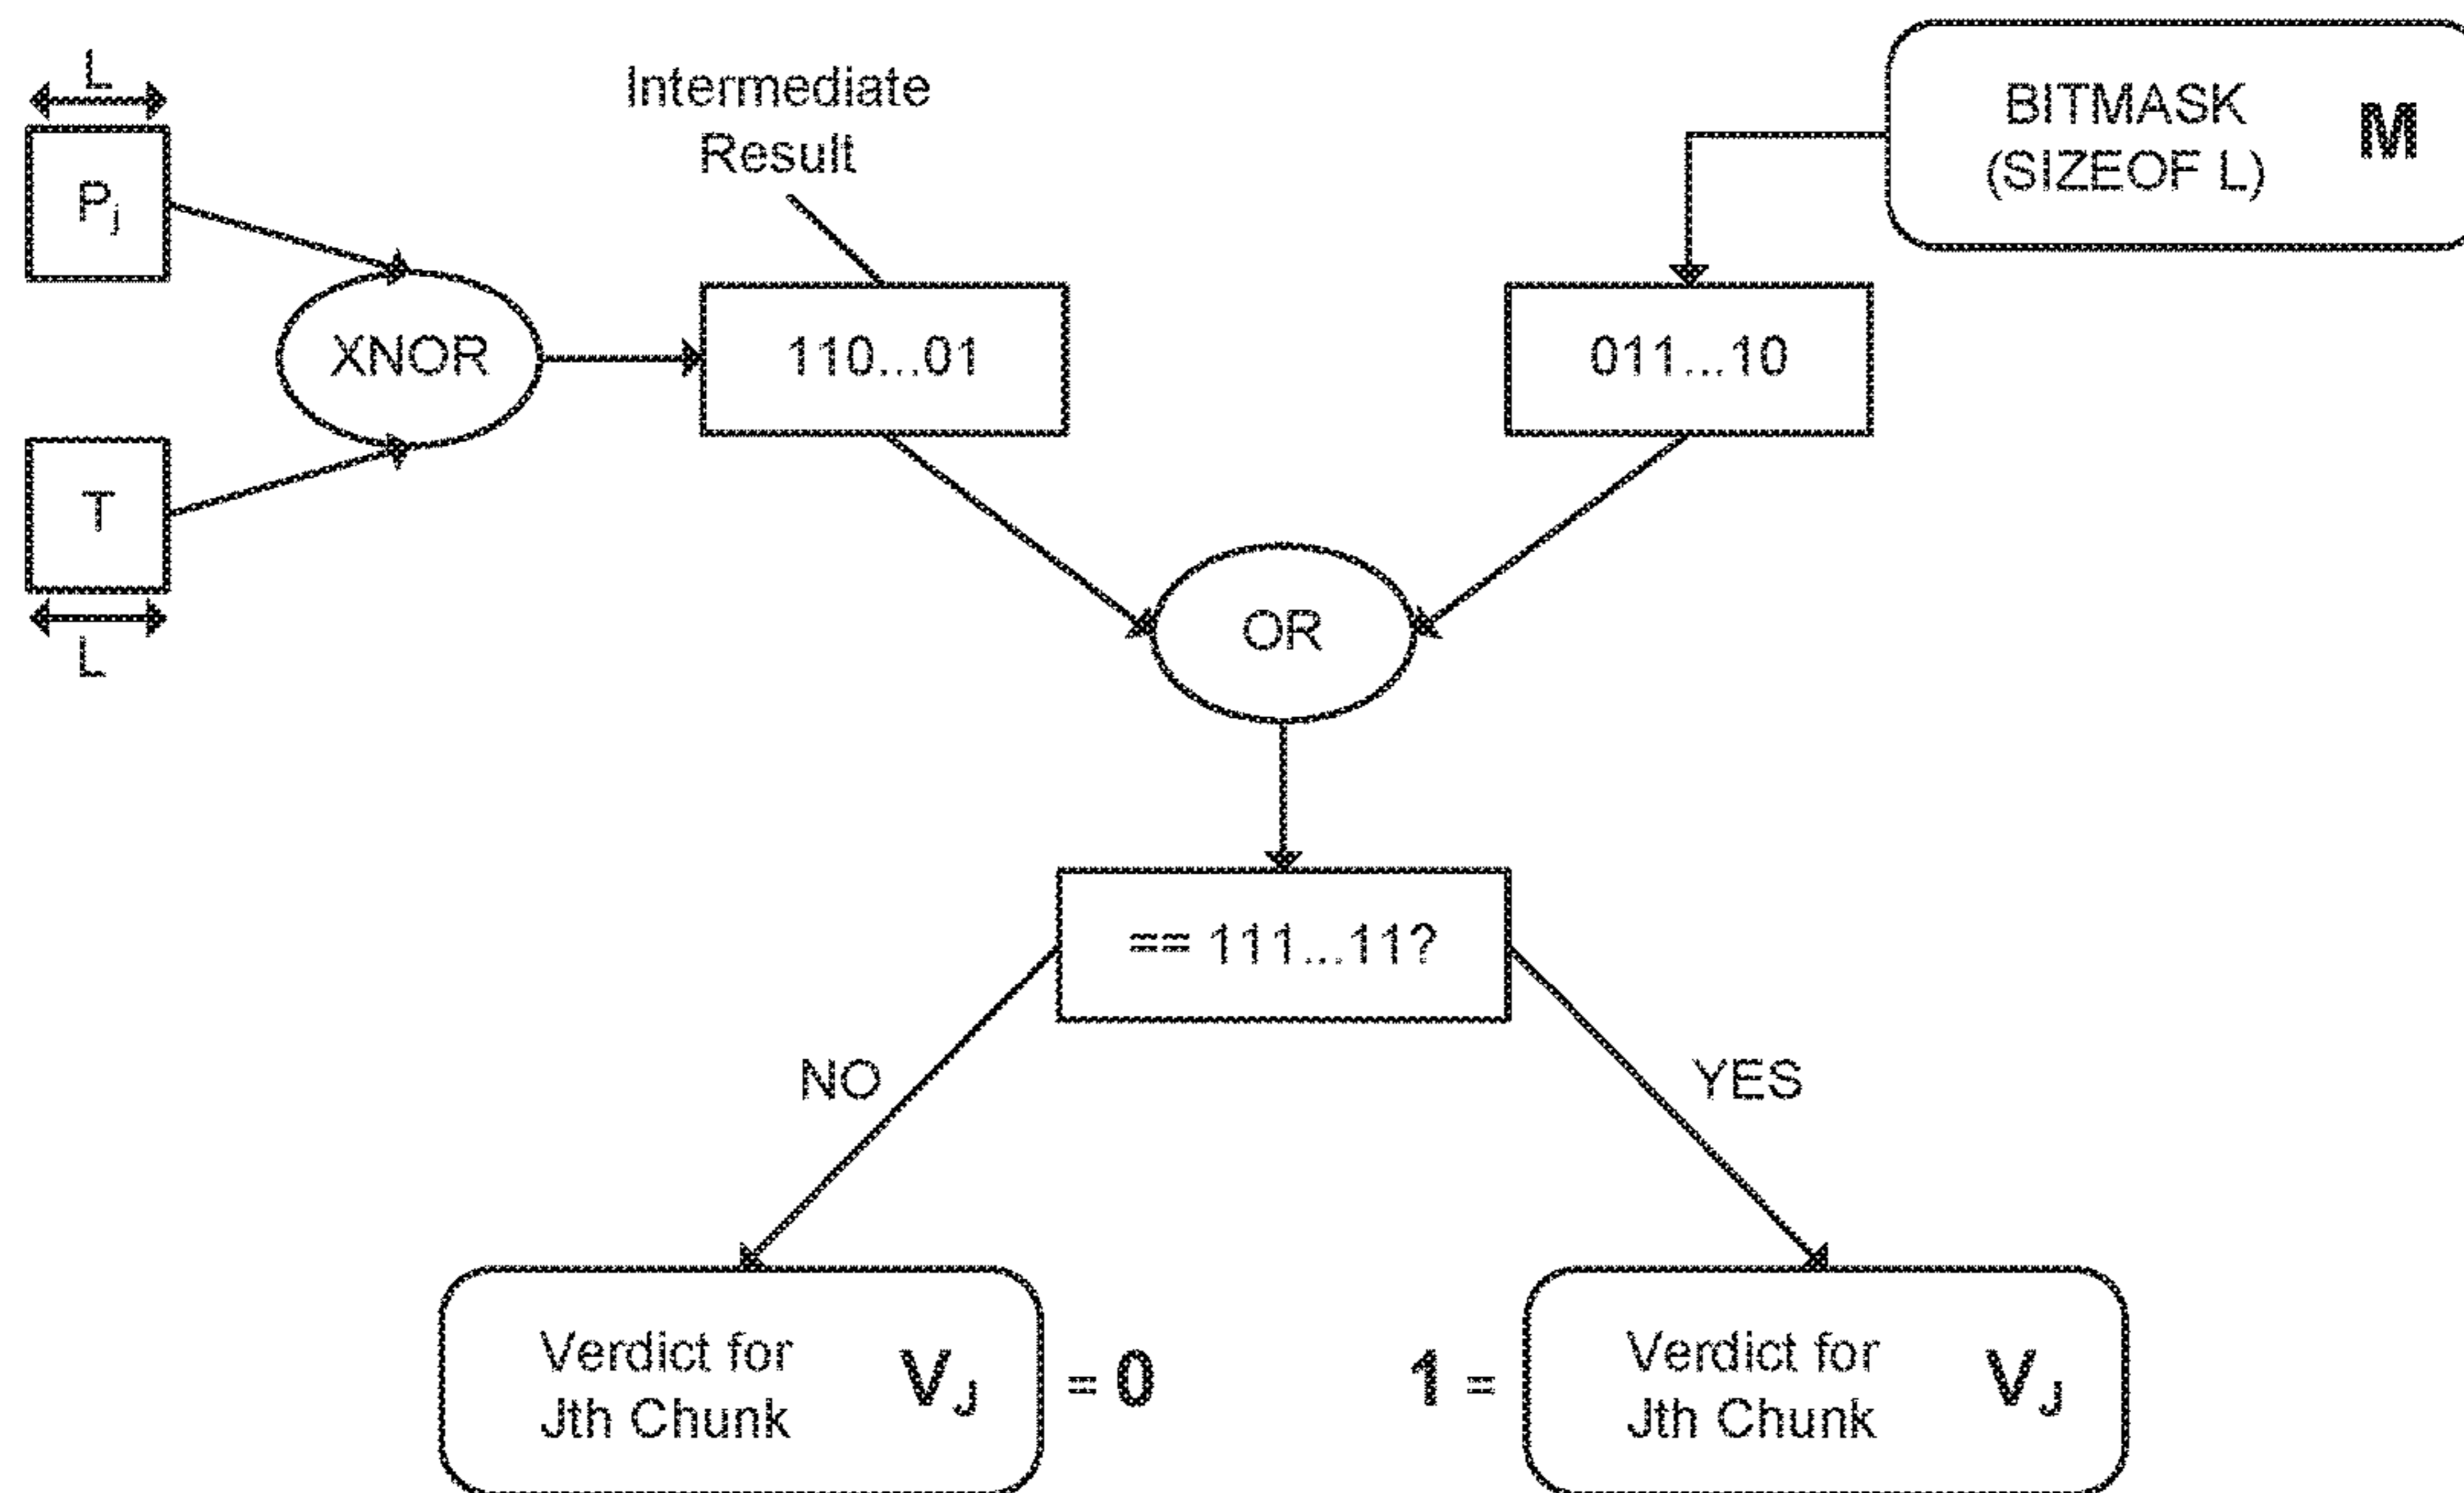 L
Intermediate
Result
BITMASK
(SIZEOF L)
M
Pj
XNOR
110...01
011...10
T
L
OR
== 111...11?
NO
YES
Verdict for
Jth Chunk
VJ
= 0
1 =
Verdict for
Jth Chunk
VJ